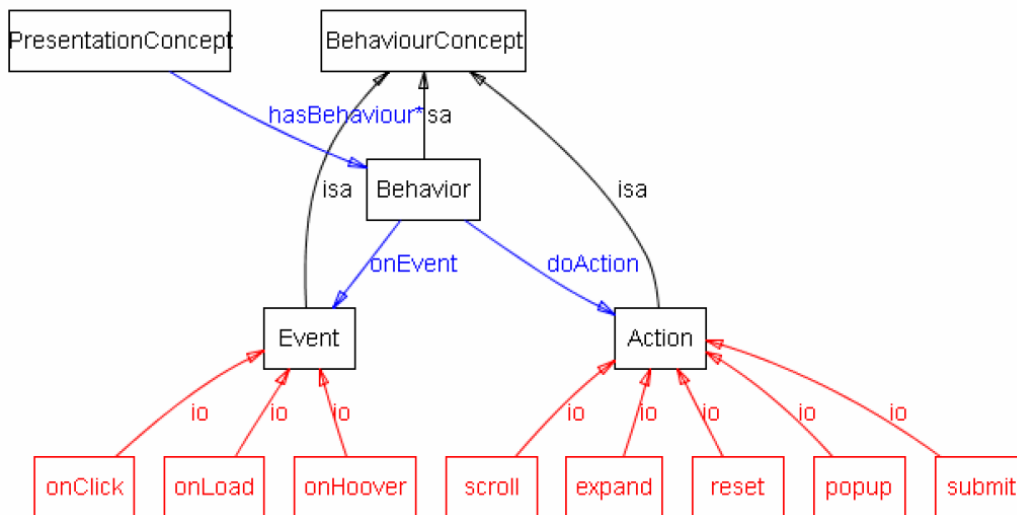 PresentationConcept
BehaviourConcept
hasBehaviour*
sa
isa
Behavior
isa
onEvent
doAction
Event
Action
io
io
io
io
io
io
io
io
onClick
onLoad
onHoover
scroll
expand
reset
popup
submit